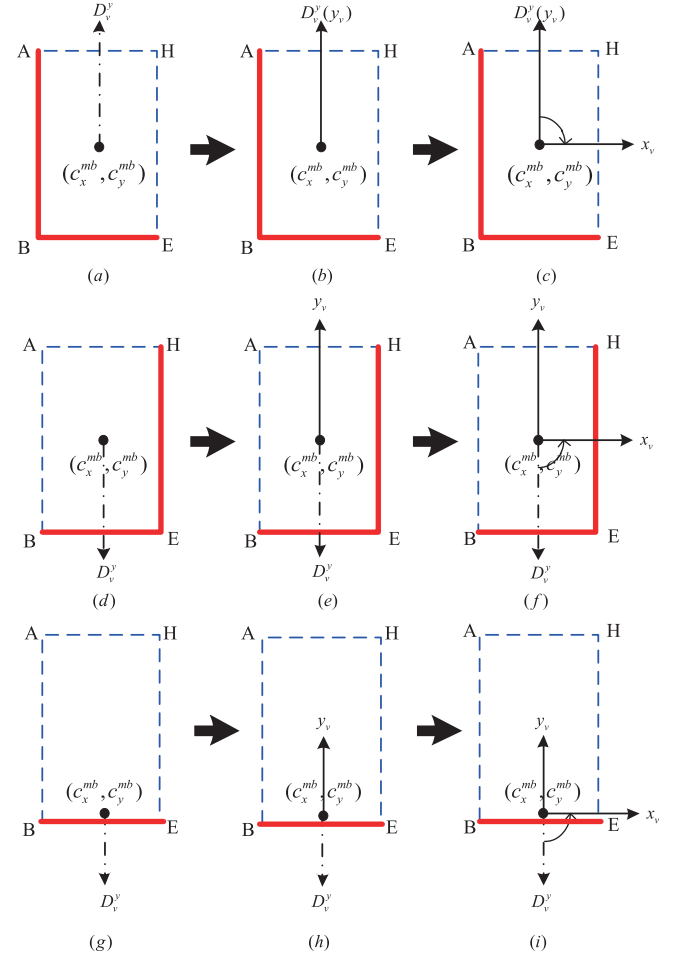 D_v^y D_v^y(y_v) D_v^y(y_v)
A H A H A H
x_v
(c_x^{mb}, c_y^{mb}) (c_x^{mb}, c_y^{mb}) (c_x^{mb}, c_y^{mb})
B E B E B E
(a) (b) (c)
y_v y_v
A H A H A H
x_v
(c_x^{mb}, c_y^{mb}) (c_x^{mb}, c_y^{mb}) (c_x^{mb}, c_y^{mb})
B E B E B E
D_v^y D_v^y D_v^y
(d) (e) (f)
A H A H A H
y_v y_v
(c_x^{mb}, c_y^{mb}) (c_x^{mb}, c_y^{mb}) (c_x^{mb}, c_y^{mb})
x_v
B E B E B E
D_v^y D_v^y D_v^y
(g) (h) (i)